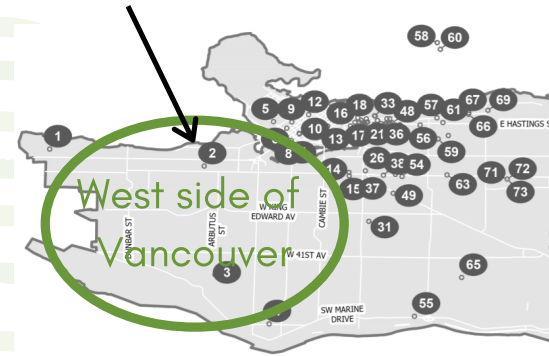 58 60
5 9 12 16 18 33 48 57 61 67 69
E HASTINGS S
1
2
8 10 13 17 21 36 56 66
59
14 26 38 54
71 72
15 37 49 63 73
West side of
Vancouver
W KING
EDWARD AV
DUNBAR ST
ARBUTUS
ST
CAMBIE ST
31
W 41ST AV
3
65
55
SW MARINE
DRIVE